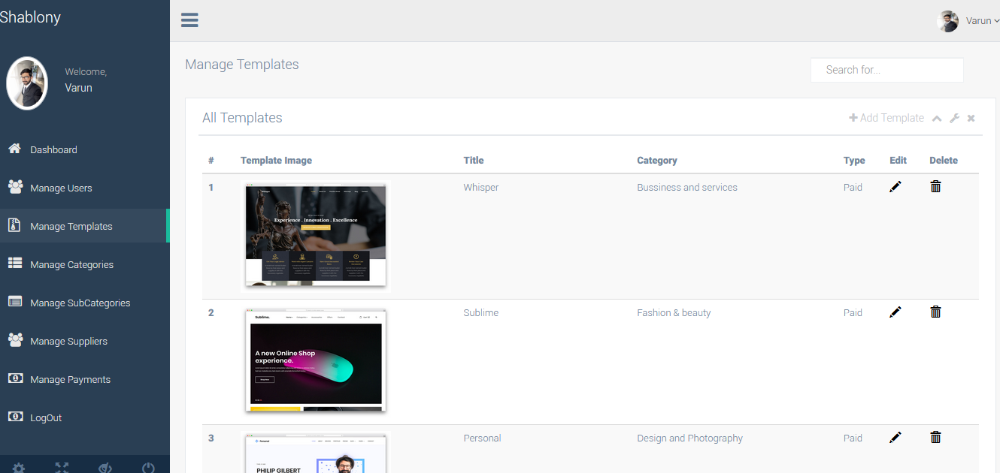 Shablony
Varun
Welcome,
Varun
Manage Templates
Search for...
Dashboard
Manage Users
Manage Templates
Manage Categories
Manage SubCategories
Manage Suppliers
Manage Payments
LogOut
All Templates
Add Template
# Template Image Title Category Type Edit Delete
1 Whisper Bussiness and services Paid
Experience . Innovation . Excellence
2 Sublime Fashion & beauty Paid
Sublime.
A new Online Shop
experience.
3 Personal Design and Photography Paid
PHILIP GILBERT